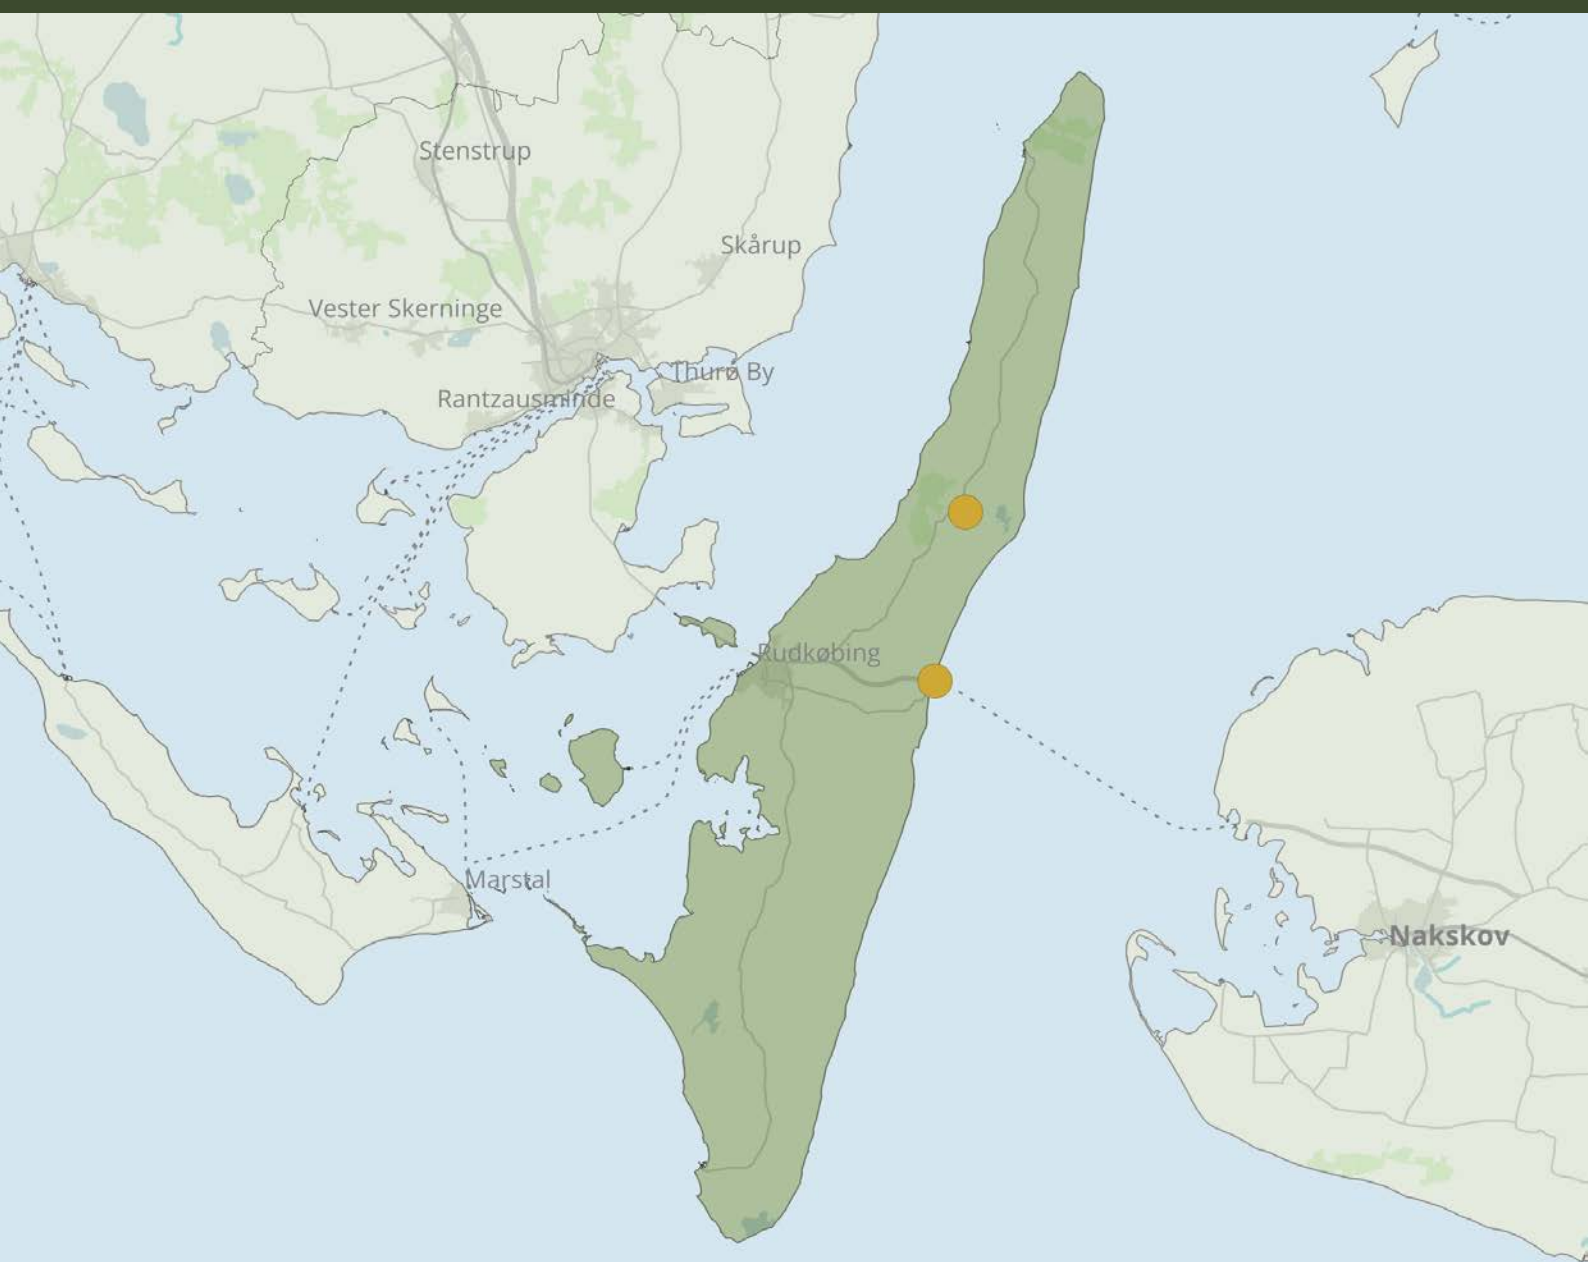 Stenstrup
Skårup
Vester Skerninge
Thurø By
Rantzausminde
Rudkøbing
Marstal
Nakskov